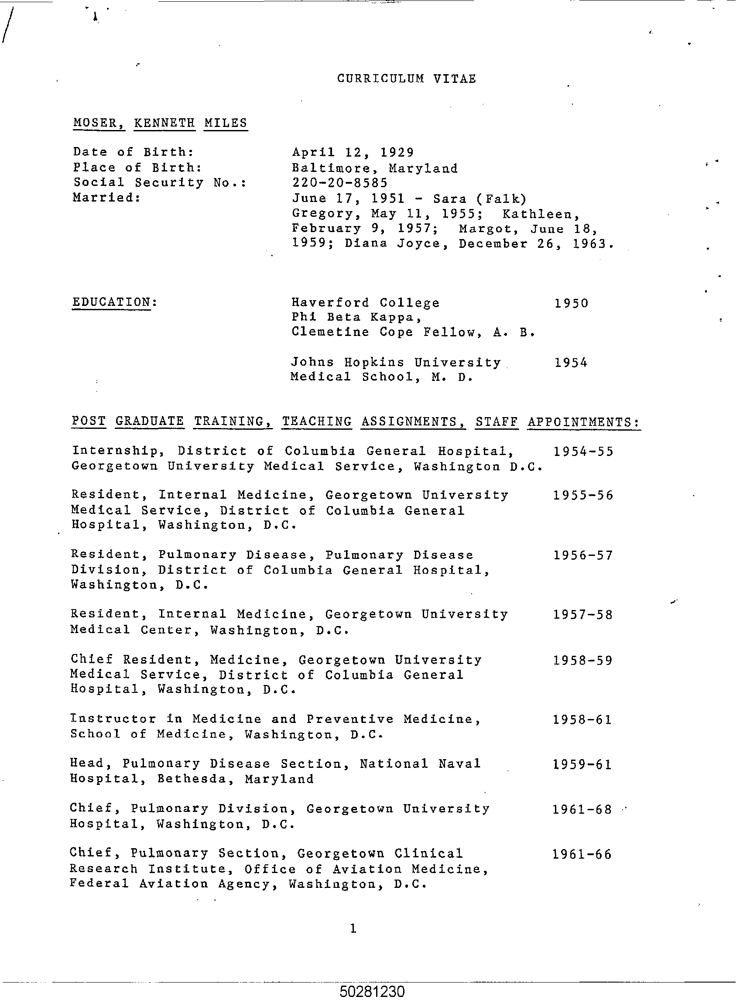 CURRICULUM VITAE
MOSER, KENNETH MILES
Date of Birth: April 12, 1929
Place of Birth: Baltimore, Maryland
Social Security No.: 220-20-8585
Married: June 17, 1951 - Sara (Falk)
Gregory, May 11, 1955; Kathleen,
February 9, 1957; Margot, June 18,
1959; Diana Joyce, December 26, 1963.
EDUCATION: Haverford College 1950
Phi Beta Kappa,
Clemetine Cope Fellow, A. B.
Johns Hopkins University 1954
Medical School, M. D.
POST GRADUATE TRAINING, TEACHING ASSIGNMENTS, STAFF APPOINTMENTS:
Internship, District of Columbia General Hospital, 1954-55
Georgetown University Medical Service, Washington D.C.
Resident, Internal Medicine, Georgetown University 1955-56
Medical Service, District of Columbia General
Hospital, Washington, D.C.
Resident, Pulmonary Disease, Pulmonary Disease 1956-57
Division, District of Columbia General Hospital,
Washington, D.C.
Resident, Internal Medicine, Georgetown University 1957-58
Medical Center, Washington, D.C.
Chief Resident, Medicine, Georgetown University 1958-59
Medical Service, District of Columbia General
Hospital, Washington, D.C.
Instructor in Medicine and Preventive Medicine, 1958-61
School of Medicine, Washington, D.C.
Head, Pulmonary Disease Section, National Naval 1959-61
Hospital, Bethesda, Maryland
Chief, Pulmonary Division, Georgetown University 1961-68
Hospital, Washington, D.C.
Chief, Pulmonary Section, Georgetown Clinical 1961-66
Research Institute, Office of Aviation Medicine,
Federal Aviation Agency, Washington, D.C.
1
50281230